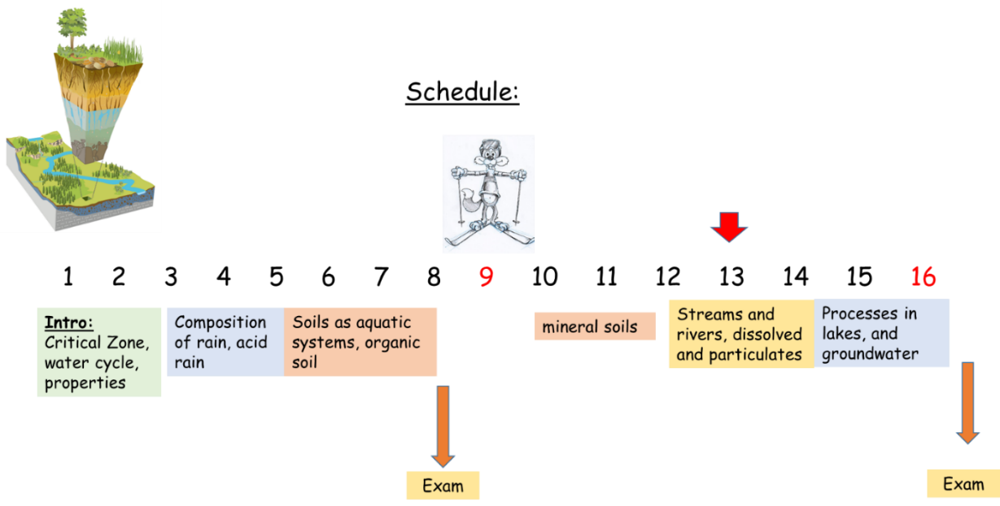 Schedule:
1 2 3 4 5 6 7 8 9 10 11 12 13 14 15 16
Intro:
Critical Zone,
water cycle,
properties
Composition
of rain, acid
rain
Soils as aquatic
systems, organic
soil
mineral soils
Streams and
rivers, dissolved
and particulates
Processes in
lakes, and
groundwater
Exam
Exam